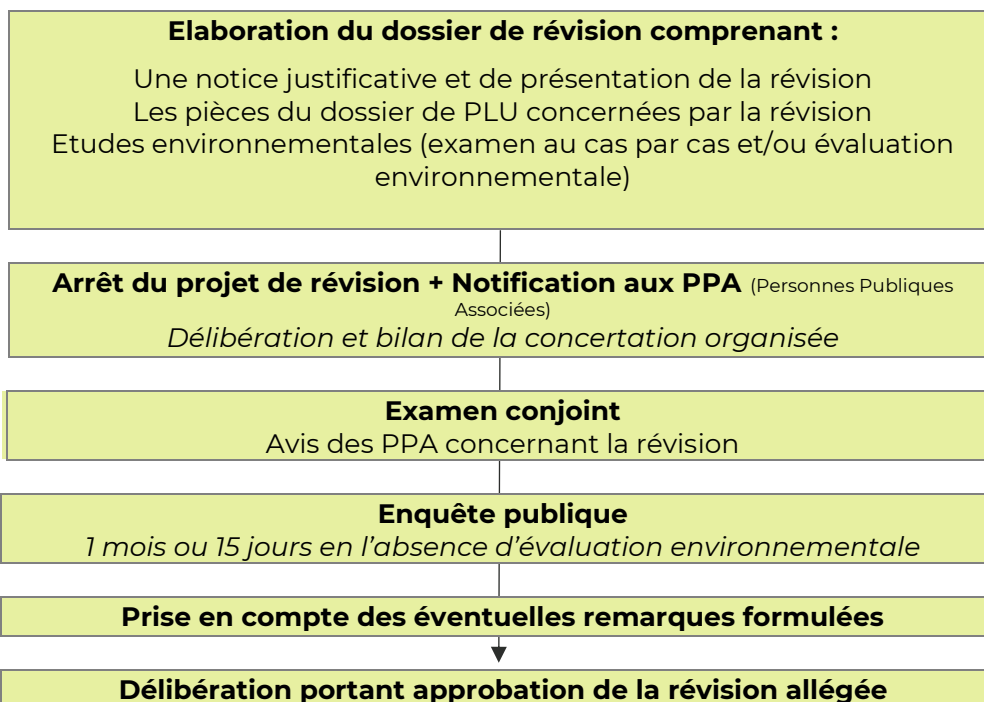 Elaboration du dossier de révision comprenant :
Une notice justificative et de présentation de la révision
Les pièces du dossier de PLU concernées par la révision
Etudes environnementales (examen au cas par cas et/ou évaluation
environnementale)
Arrêt du projet de révision + Notification aux PPA (Personnes Publiques
Associées)
Délibération et bilan de la concertation organisée
Examen conjoint
Avis des PPA concernant la révision
Enquête publique
1 mois ou 15 jours en l’absence d’évaluation environnementale
Prise en compte des éventuelles remarques formulées
Délibération portant approbation de la révision allégée